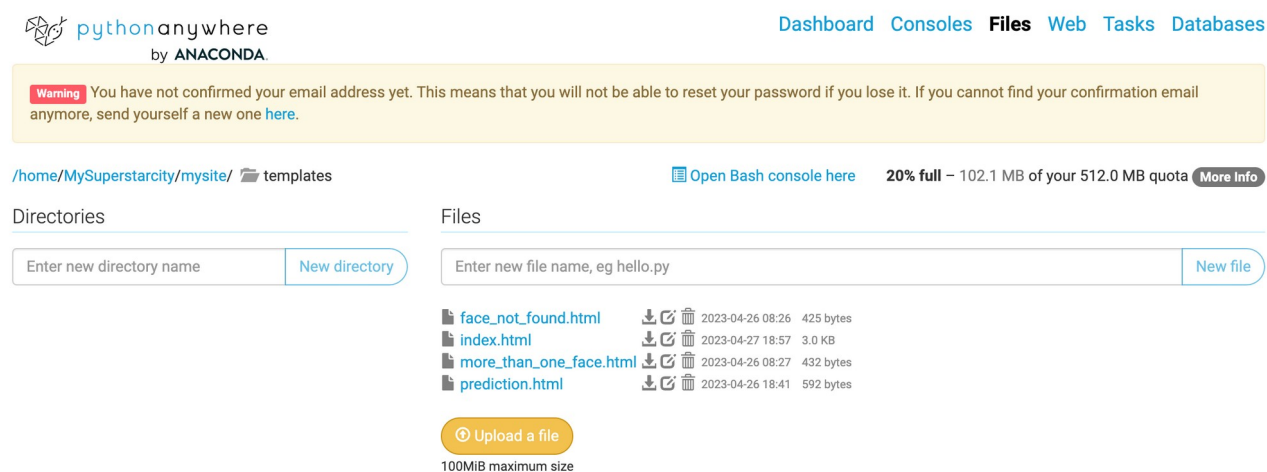 pythonanywhere
by ANACONDA.
Dashboard Consoles Files Web Tasks Databases
Warning You have not confirmed your email address yet. This means that you will not be able to reset your password if you lose it. If you cannot find your confirmation email
anymore, send yourself a new one here.
/home/MySuperstarcity/mysite/ templates
Open Bash console here
20% full – 102.1 MB of your 512.0 MB quota More Info
Directories
Enter new directory name New directory
Files
Enter new file name, eg hello.py New file
face_not_found.html 2023-04-26 08:26 425 bytes
index.html 2023-04-27 18:57 3.0 KB
more_than_one_face.html 2023-04-26 08:27 432 bytes
prediction.html 2023-04-26 18:41 592 bytes
Upload a file
100MiB maximum size